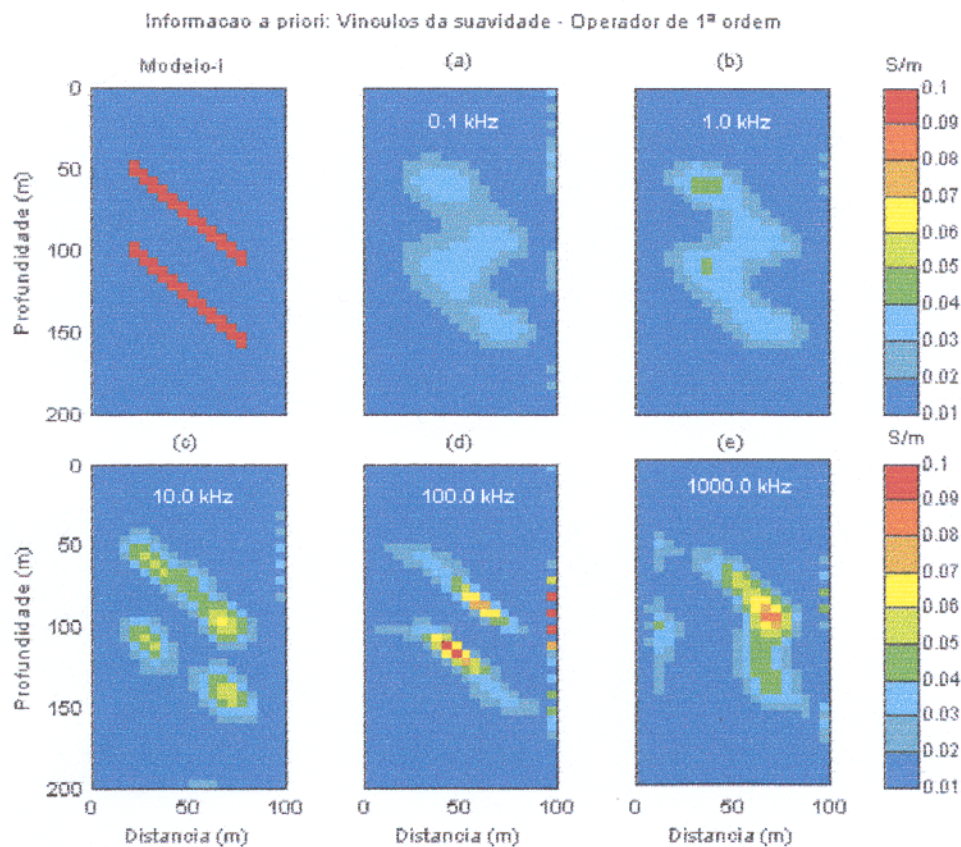 Informacao a priori: Vinculos da suavidade - Operador de 1ª ordem
Modelo-I
(a)
(b)
S/m
0.1 kHz
1.0 kHz
0
50
100
150
200
Profundidade (m)
0.1
0.09
0.08
0.07
0.06
0.05
0.04
0.03
0.02
0.01
(c)
(d)
(e)
S/m
10.0 kHz
100.0 kHz
1000.0 kHz
0
50
100
150
200
Profundidade (m)
0.1
0.09
0.08
0.07
0.06
0.05
0.04
0.03
0.02
0.01
0
100
0
50
100
0
50
100
Distancia (m)
Distancia (m)
Distancia (m)